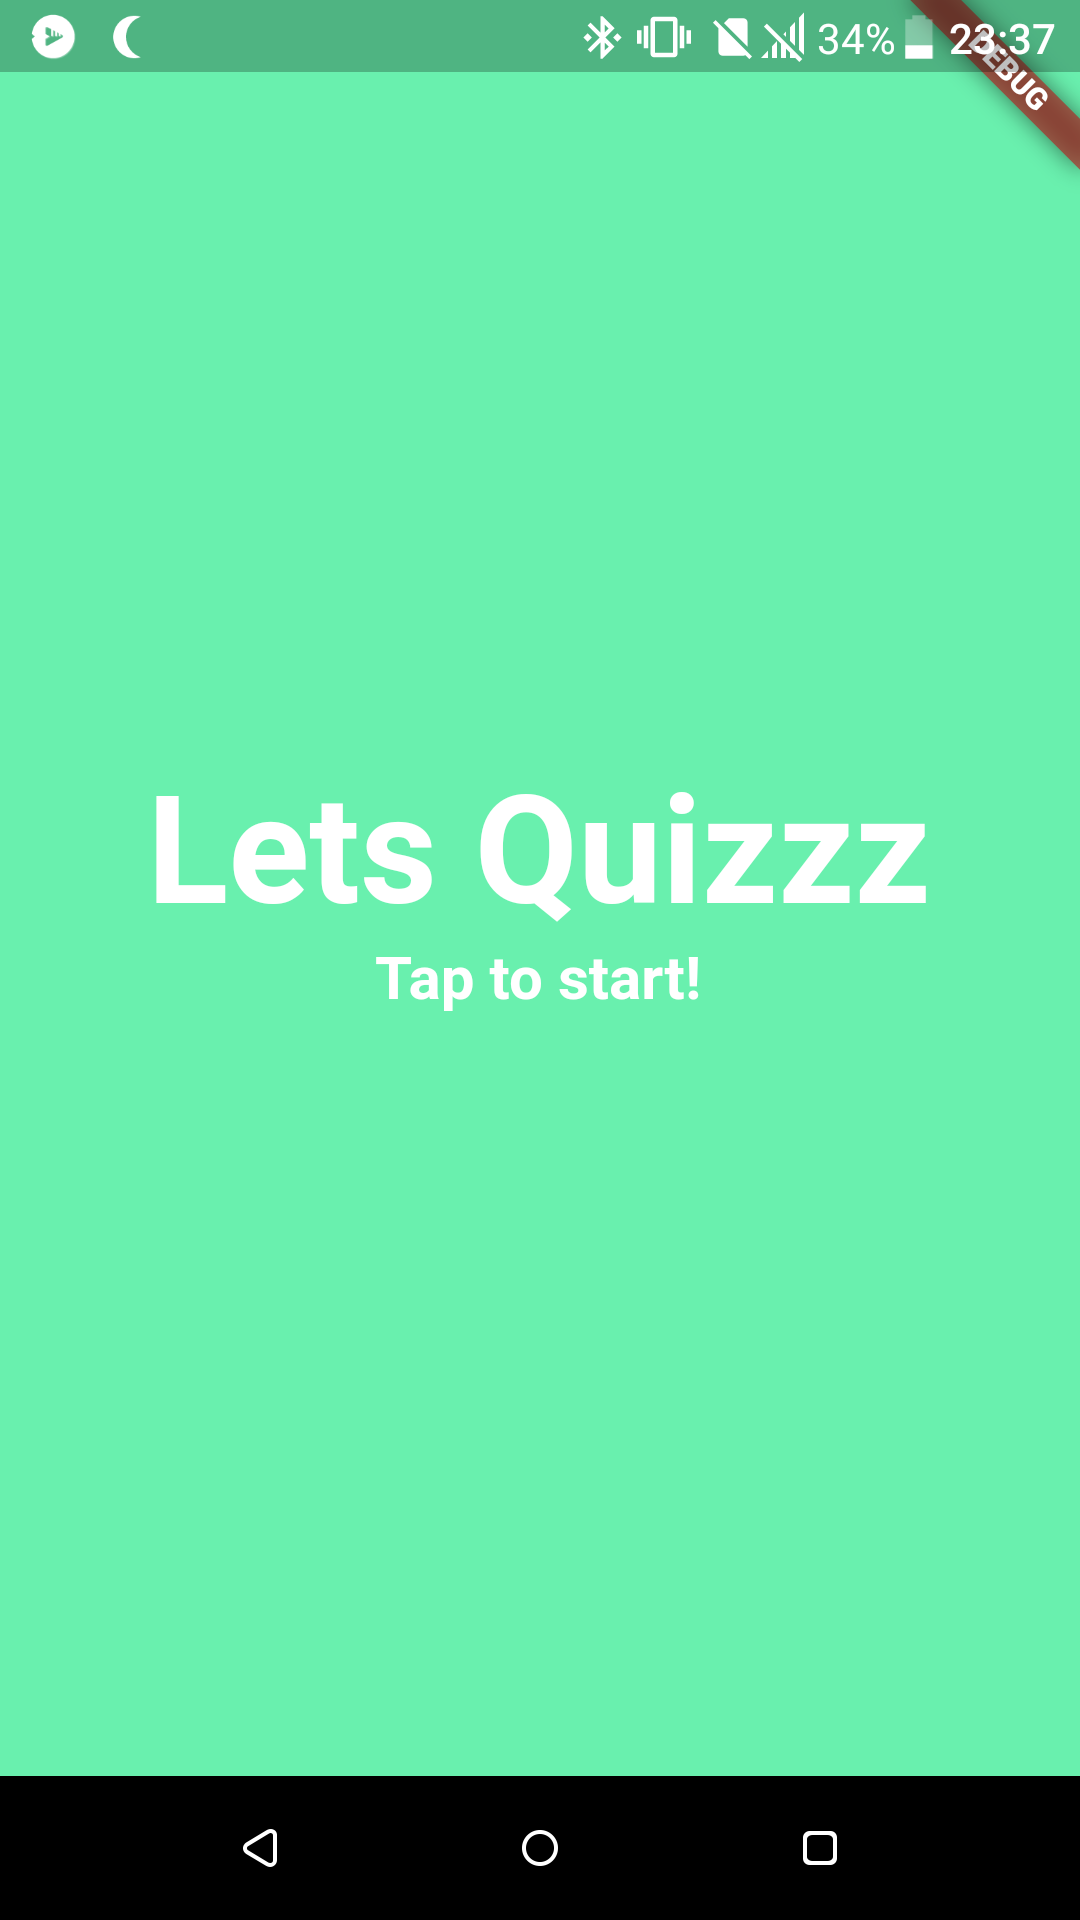 34% 23:37
DEBUG
Lets Quizzz
Tap to start!